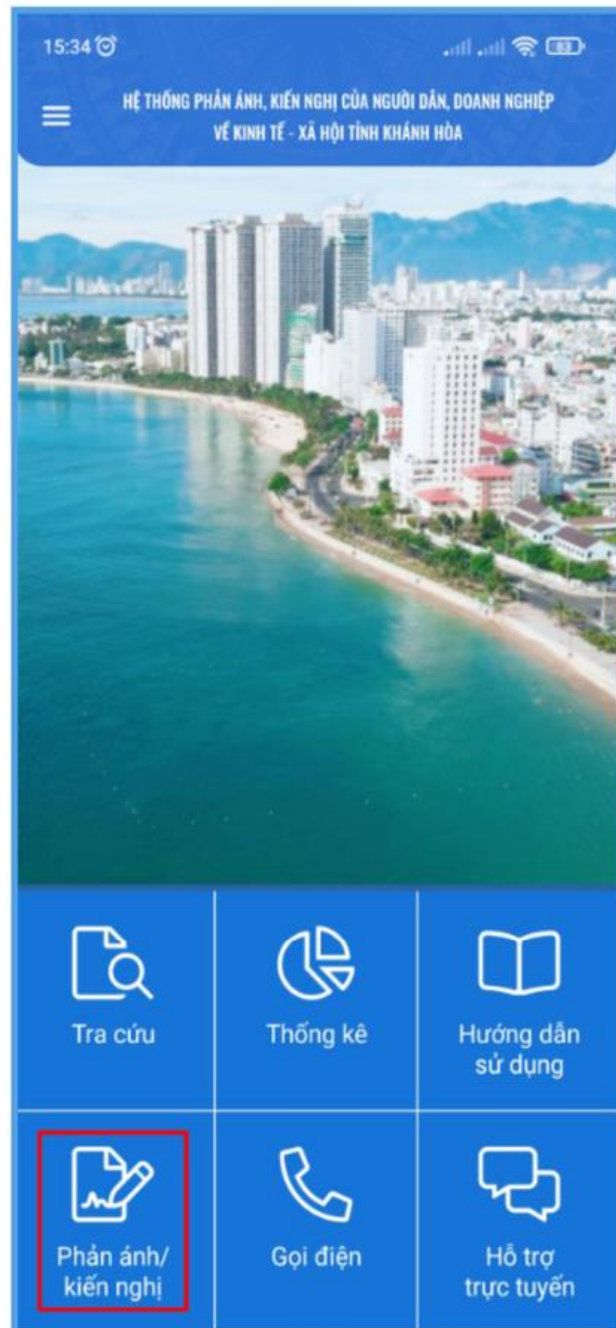 15:34
83
HỆ THỐNG PHẢN ÁNH, KIẾN NGHỊ CỦA NGƯỜI DÂN, DOANH NGHIỆP
VỀ KINH TẾ - XÃ HỘI TỈNH KHÁNH HÒA
Tra cứu
Thống kê
Hướng dẫn
sử dụng
Phản ánh/
kiến nghị
Gọi điện
Hỗ trợ
trực tuyến